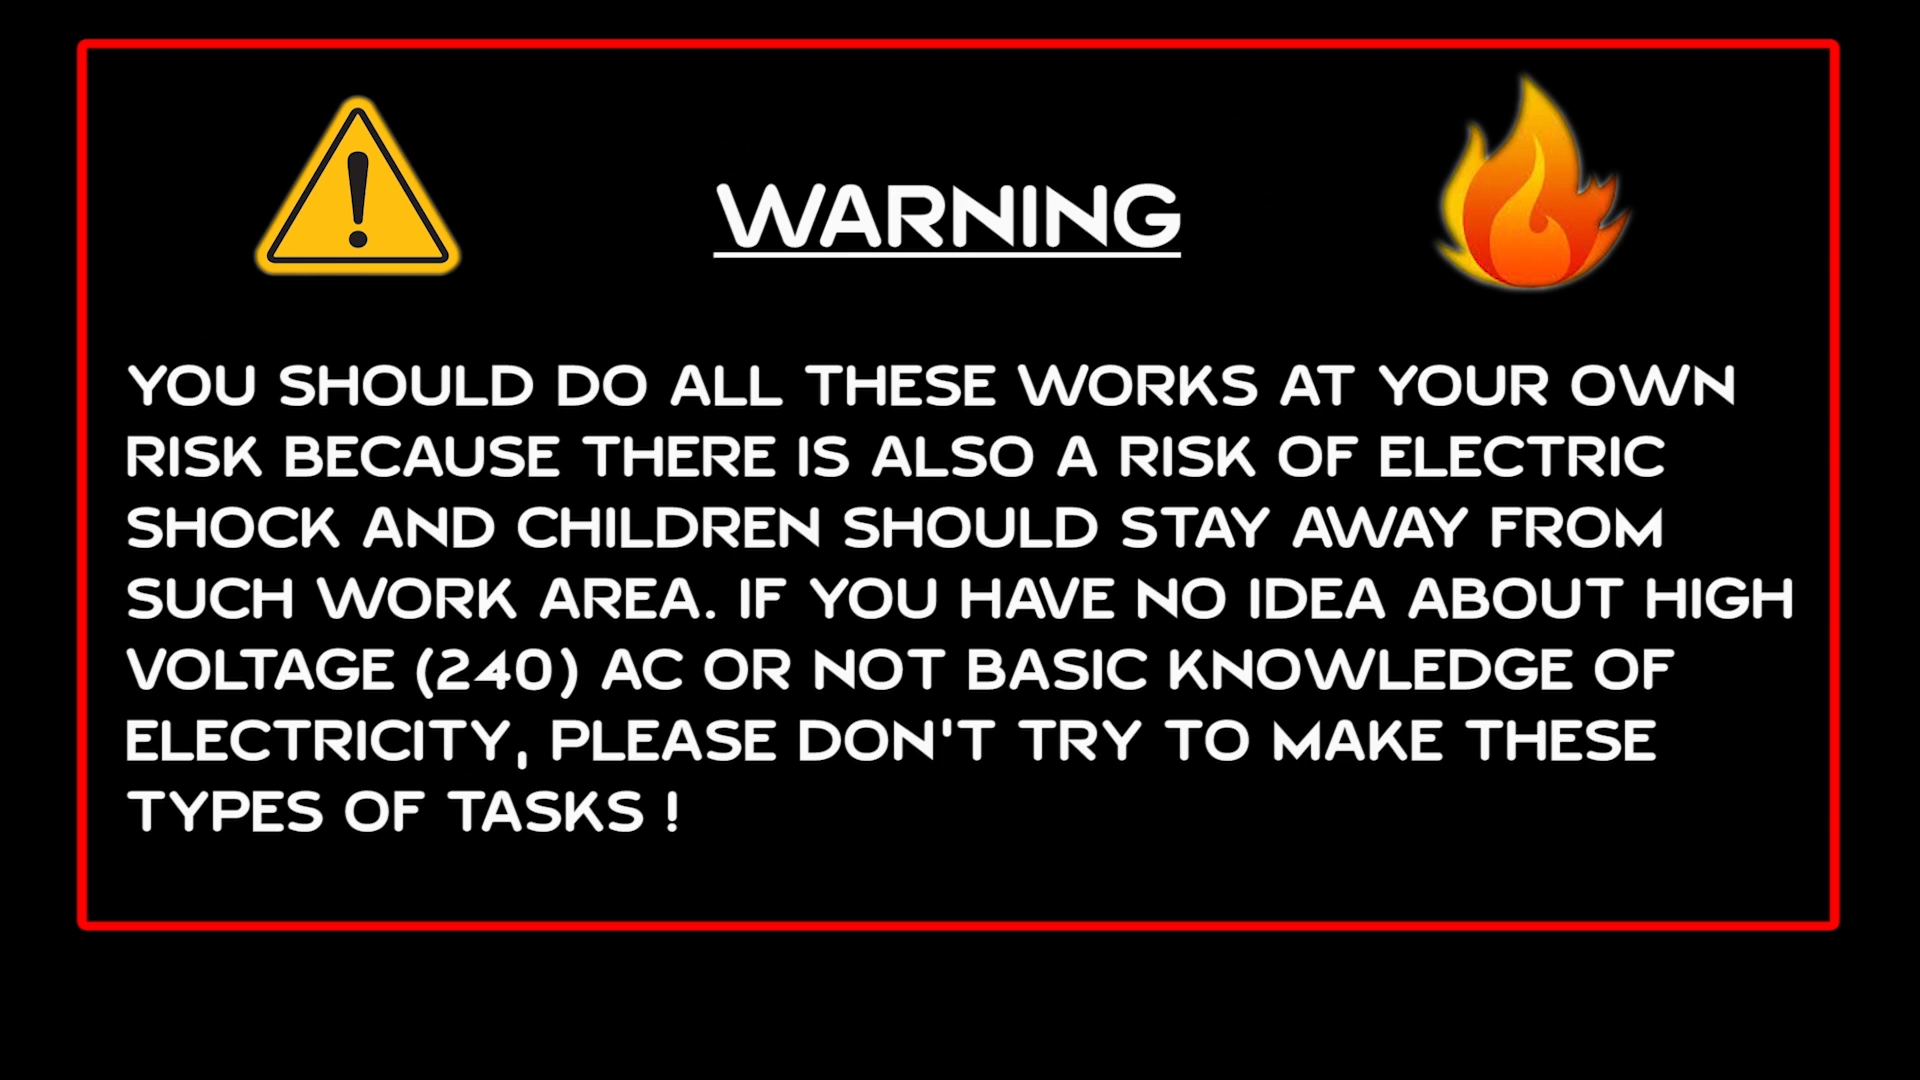 WARNING
YOU SHOULD DO ALL THESE WORKS AT YOUR OWN
RISK BECAUSE THERE IS ALSO A RISK OF ELECTRIC
SHOCK AND CHILDREN SHOULD STAY AWAY FROM
SUCH WORK AREA. IF YOU HAVE NO IDEA ABOUT HIGH
VOLTAGE (240) AC OR NOT BASIC KNOWLEDGE OF
ELECTRICITY, PLEASE DON'T TRY TO MAKE THESE
TYPES OF TASKS !